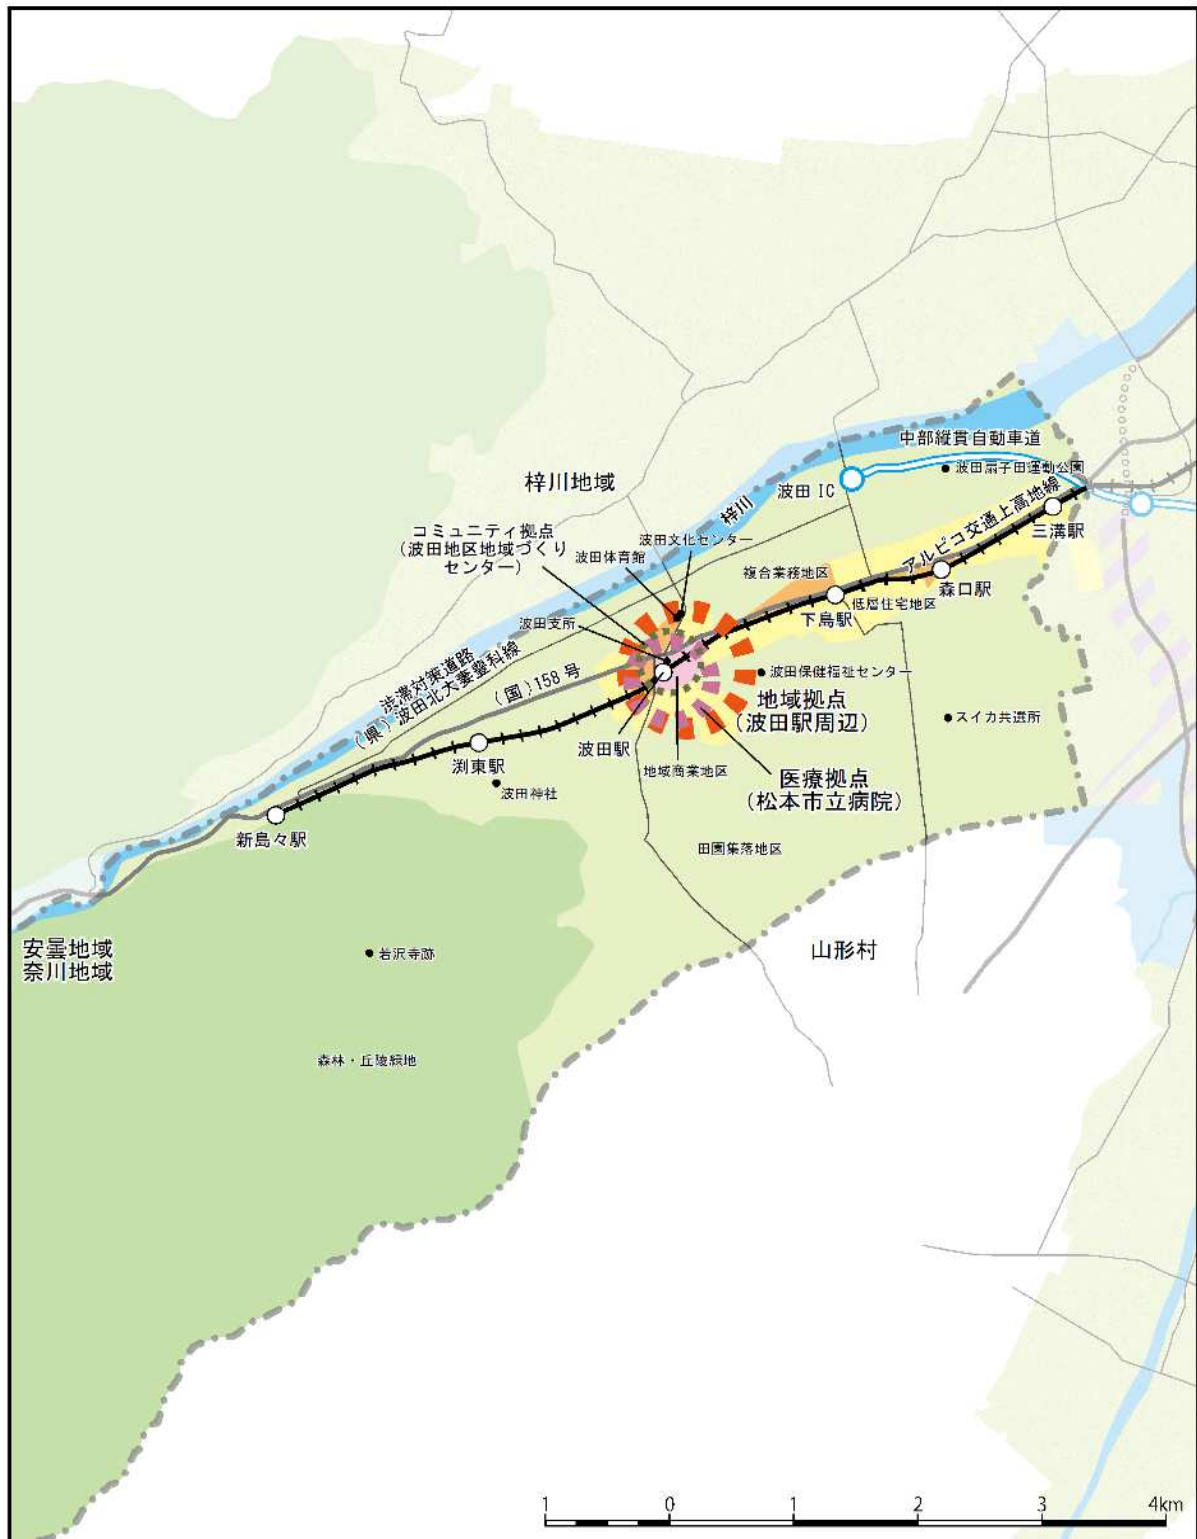 中部縦貫自動車道
波田扇子田運動公園
梓川地域
波田 IC
梓川
アルピコ交通上高地線
三溝駅
コミュニティ拠点
(波田地区地域づくり
センター)
波田文化センター
波田体育館
複合業務地区
森口駅
低層住宅地区
下島駅
波田支所
渋滞対策道路
(県)波田北大妻豊科線
(国)158 号
波田保健福祉センター
地域拠点
(波田駅周辺)
スイカ共選所
波田駅
渕東駅
地域商業地区
医療拠点
(松本市立病院)
波田神社
新島々駅
田園集落地区
安曇地域
奈川地域
若沢寺跡
山形村
森林・丘陵緑地
1 0 1 2 3 4km